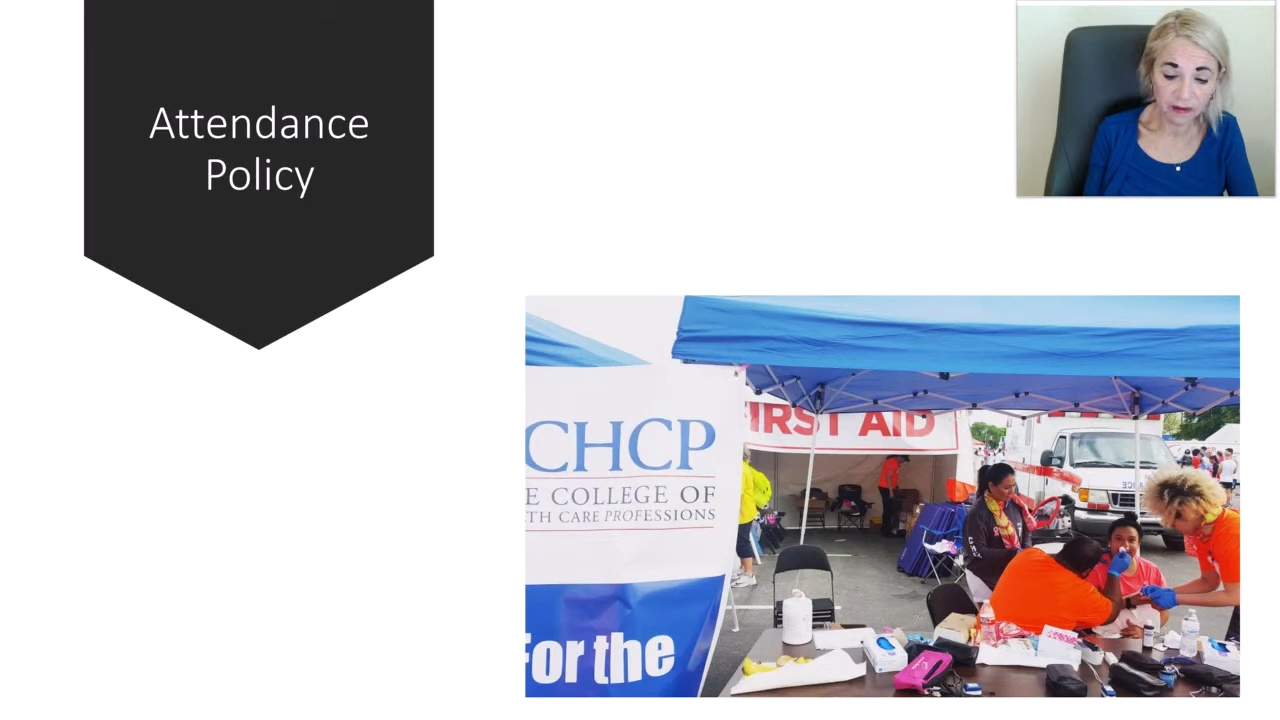 Attendance
Policy
CHCP
E COLLEGE OF
TH CARE PROFESSIONS
For the
IRST AID